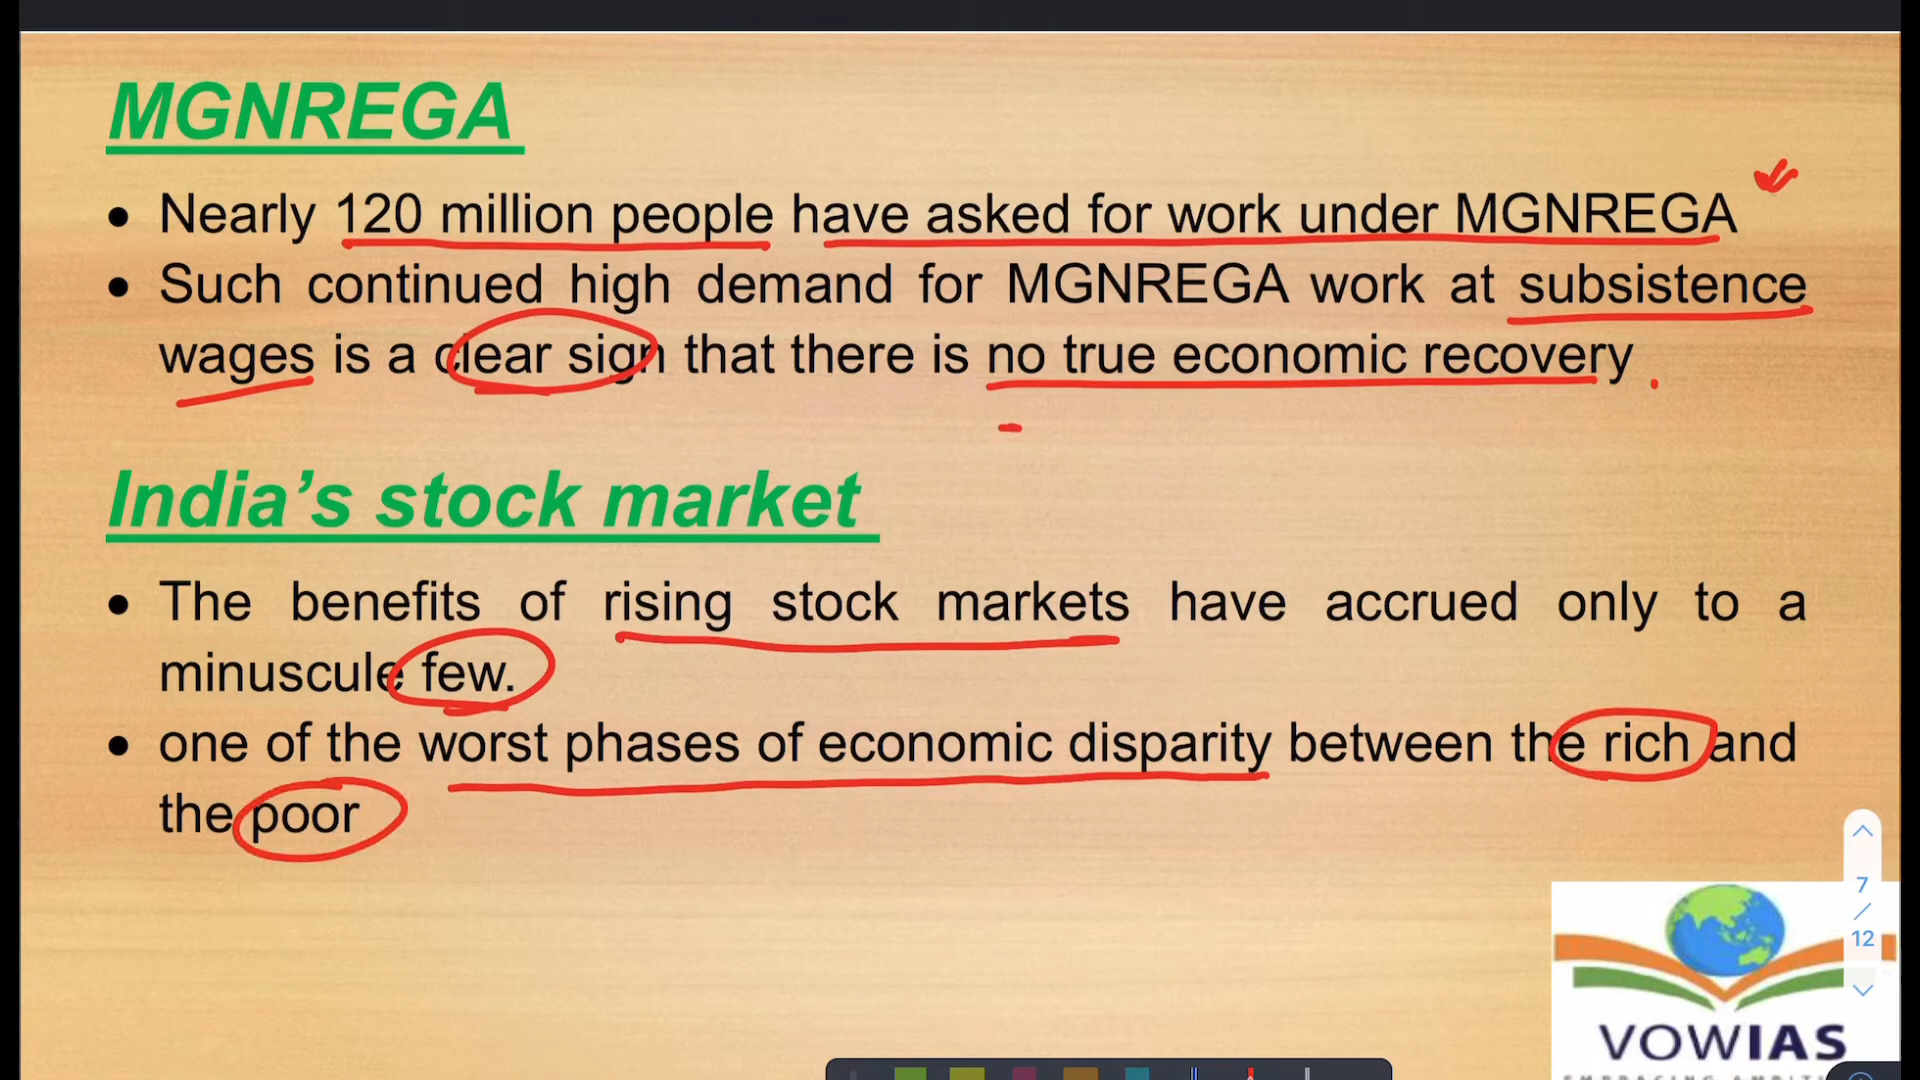 MGNREGA
• Nearly 120 million people have asked for work under MGNREGA
• Such continued high demand for MGNREGA work at subsistence
wages is a clear sign that there is no true economic recovery
India’s stock market
• The benefits of rising stock markets have accrued only to a
minuscule few.
• one of the worst phases of economic disparity between the rich and
the poor
7
/
12
VOWIAS